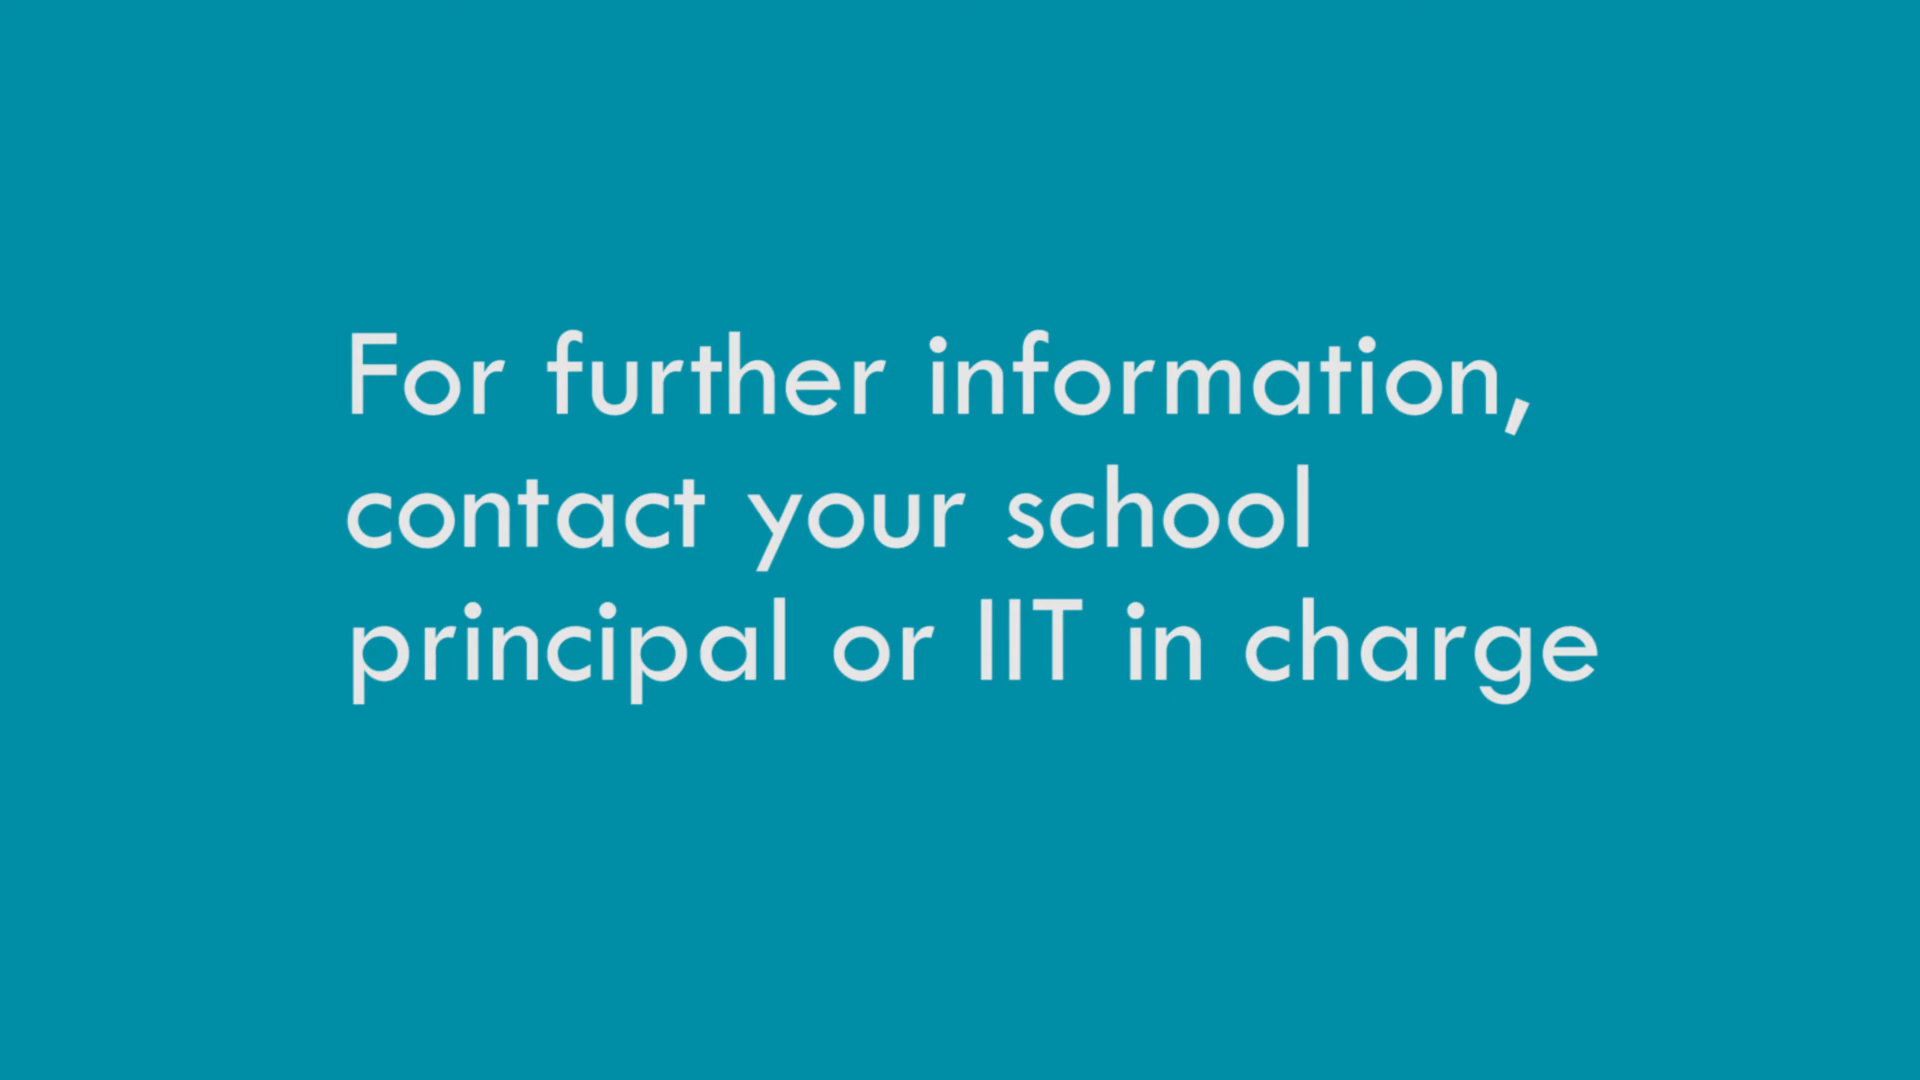 For further information,
contact your school
principal or IIT in charge